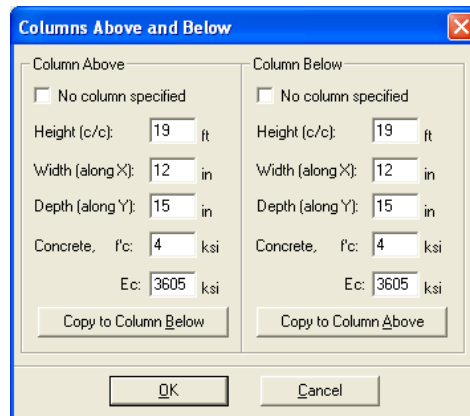 Columns Above and Below
Column Above
No column specified
Height (c/c): 19 ft
Width (along X): 12 in
Depth (along Y): 15 in
Concrete, f'c: 4 ksi
Ec: 3605 ksi
Copy to Column Below
Column Below
No column specified
Height (c/c): 19 ft
Width (along X): 12 in
Depth (along Y): 15 in
Concrete, f'c: 4 ksi
Ec: 3605 ksi
Copy to Column Above
OK
Cancel